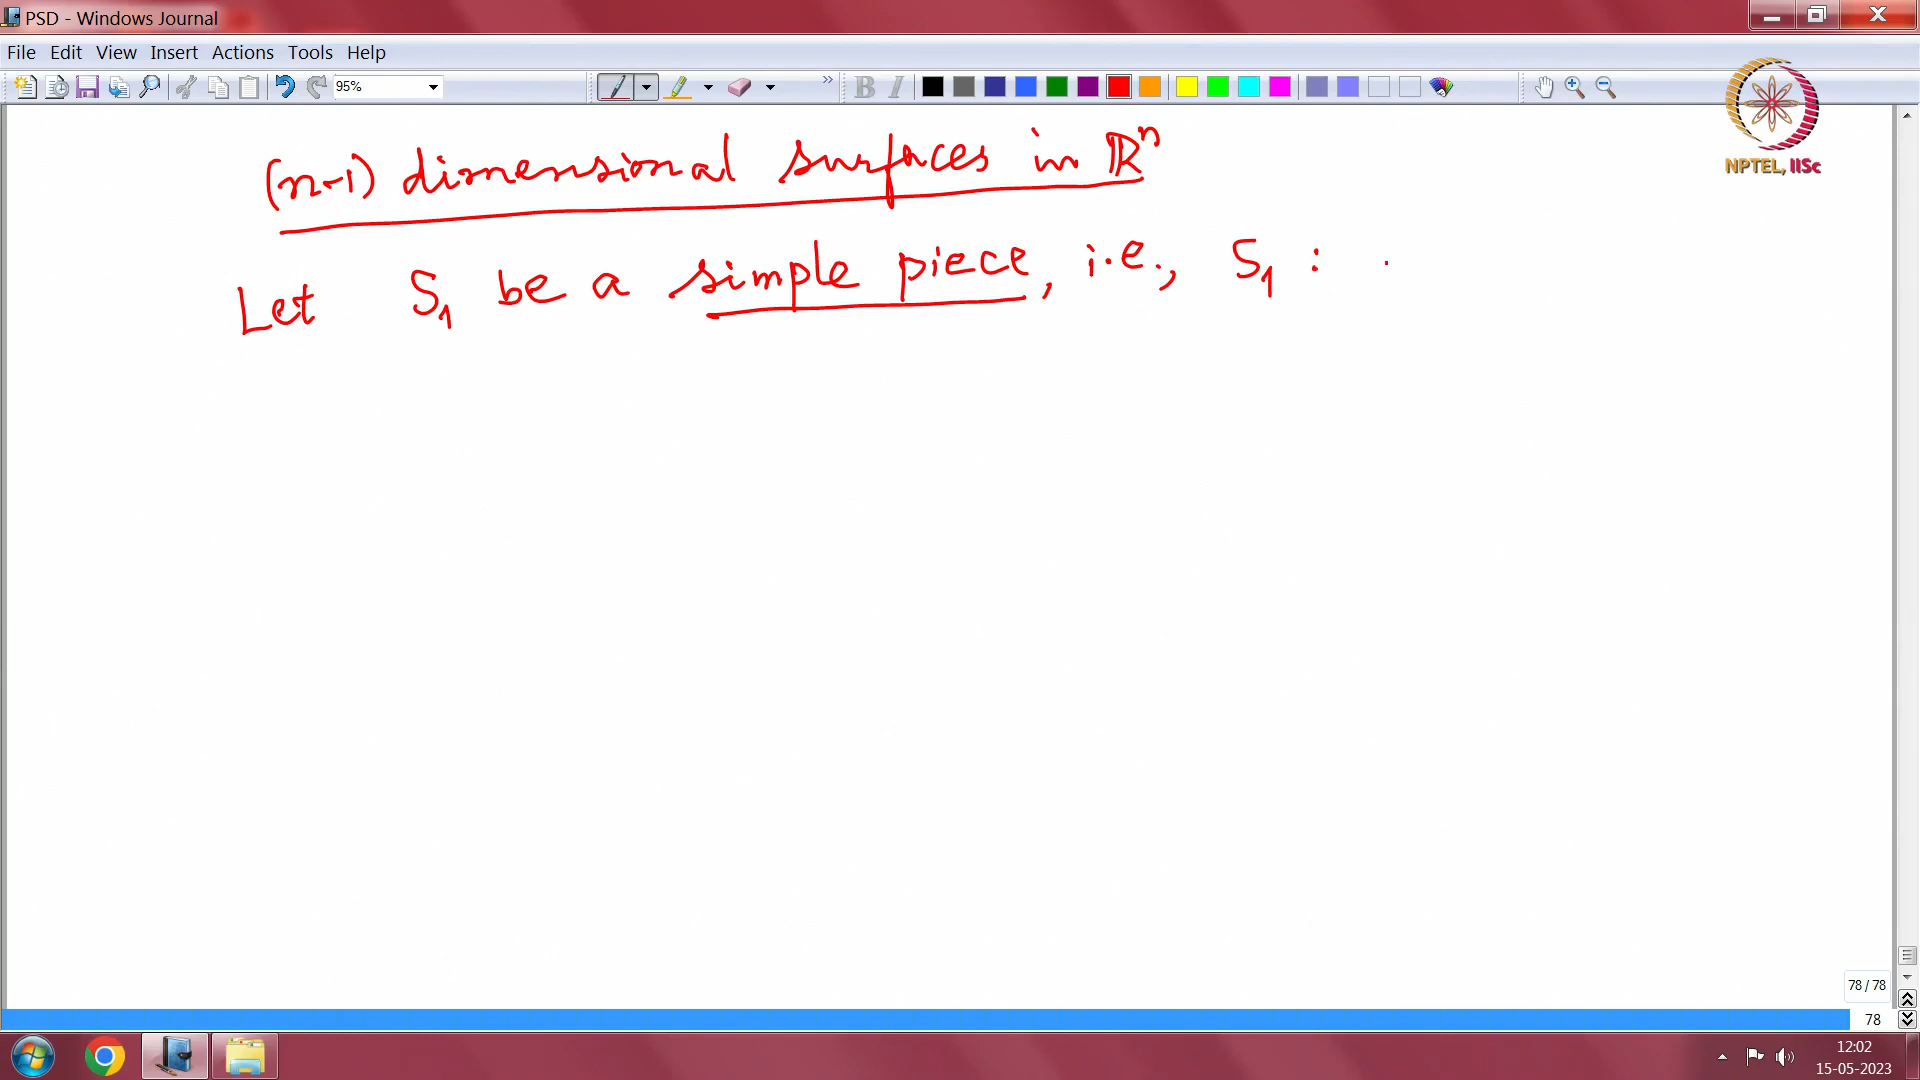 PSD - Windows Journal
File Edit View Insert Actions Tools Help
95%
B I
NPTEL, IISc
(n-1) dimensional surfaces in ℝⁿ
Let S₁ be a simple piece, i.e., S₁ :
78 / 78
78
12:02
15-05-2023